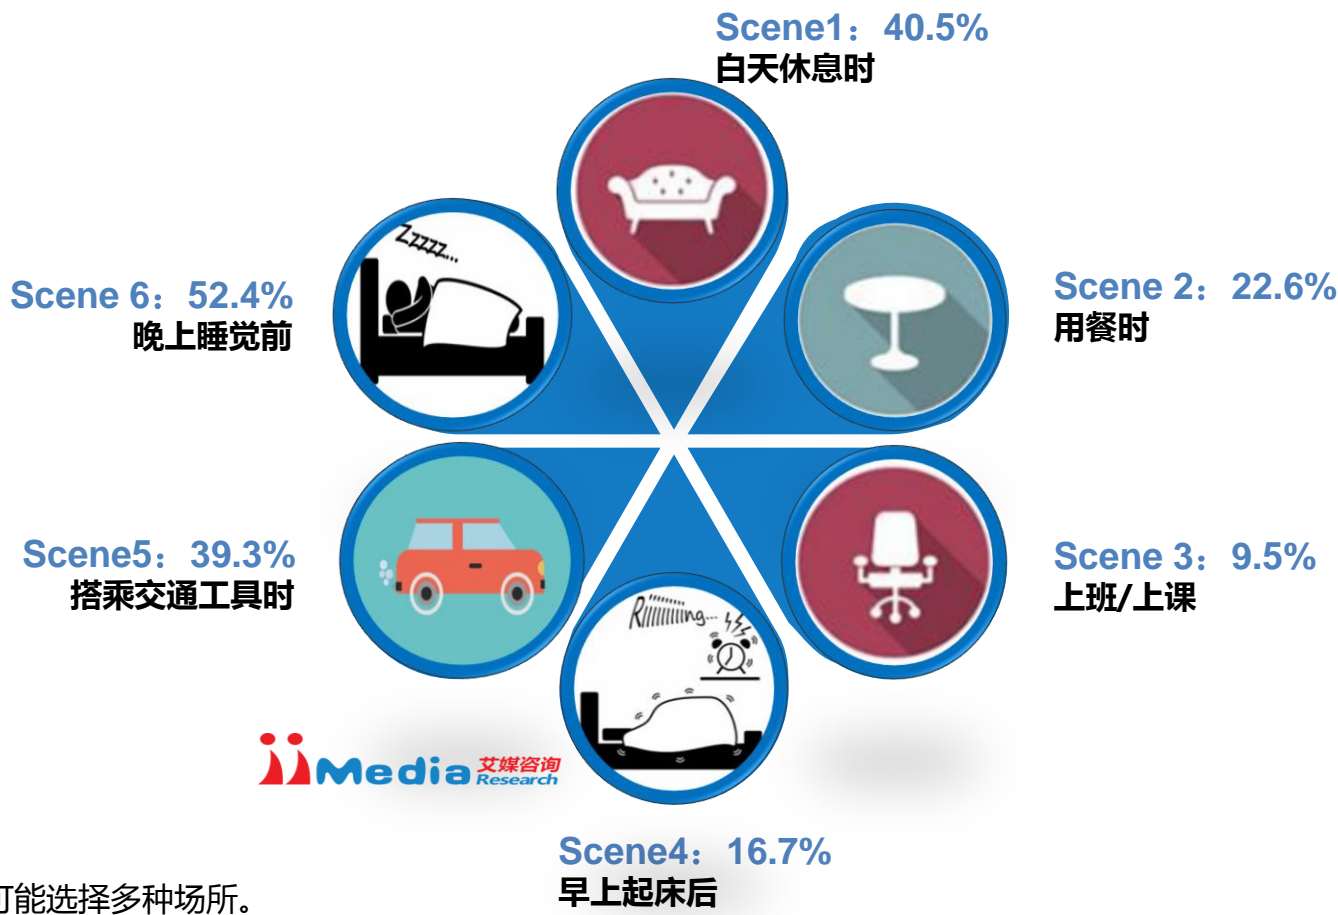 Scene1：40.5%
白天休息时
Zzzzz...
Scene 6：52.4%
晚上睡觉前
Scene 2：22.6%
用餐时
Scene5：39.3%
搭乘交通工具时
Scene 3：9.5%
上班/上课
Riiiiiiiiiing...
iiMedia 艾媒咨询
Research
Scene4：16.7%
早上起床后
可能选择多种场所。